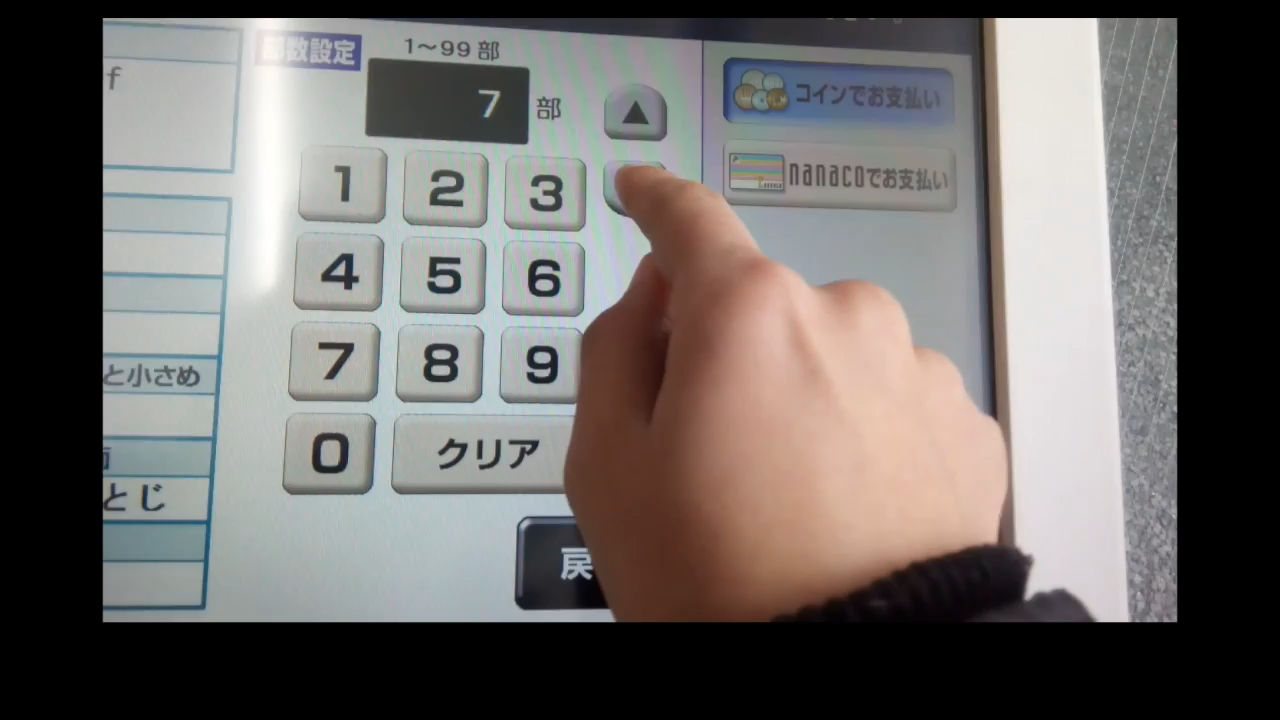 f
と小さめ
とじ
部数設定
1～99部
7 部
▲
1 2 3
4 5 6
7 8 9
0 クリア
戻
コインでお支払い
nanacoでお支払い